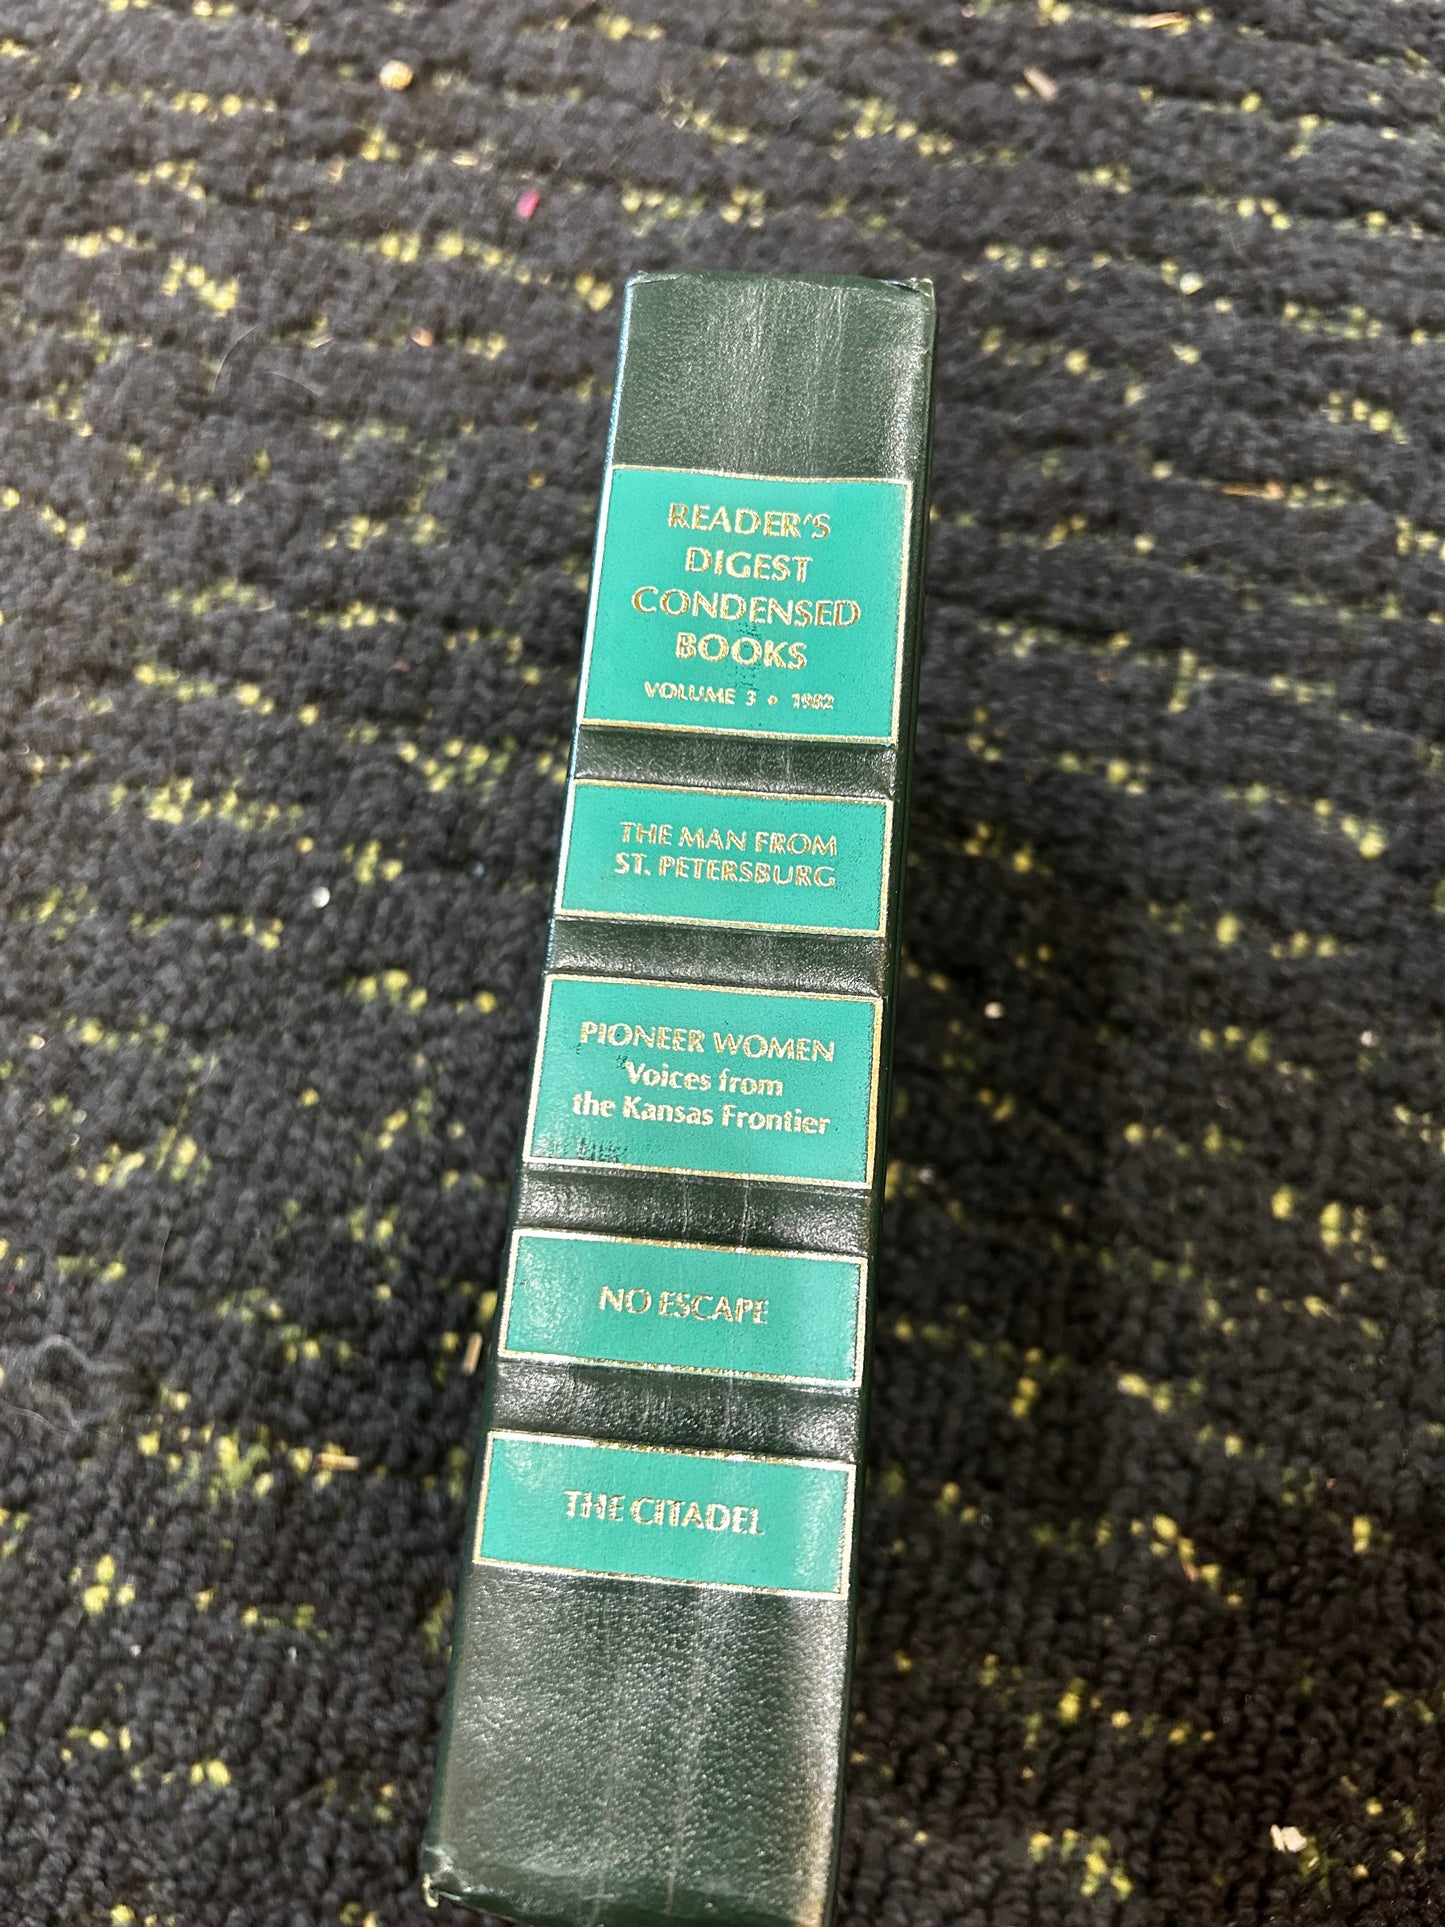 READER'S
DIGEST
CONDENSED
BOOKS
VOLUME 3 • 1982
THE MAN FROM
ST. PETERSBURG
PIONEER WOMEN
Voices from
the Kansas Frontier
NO ESCAPE
THE CITADEL